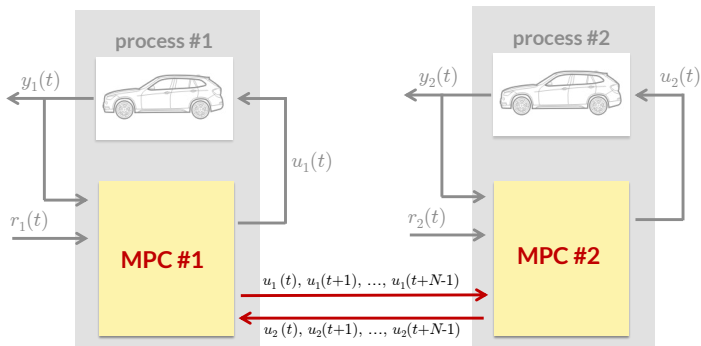 process #1
process #2
y₁(t)
y₂(t)
u₂(t)
u₁(t)
r₁(t)
r₂(t)
MPC #1
MPC #2
u₁(t), u₁(t+1), ..., u₁(t+N-1)
u₂(t), u₂(t+1), ..., u₂(t+N-1)